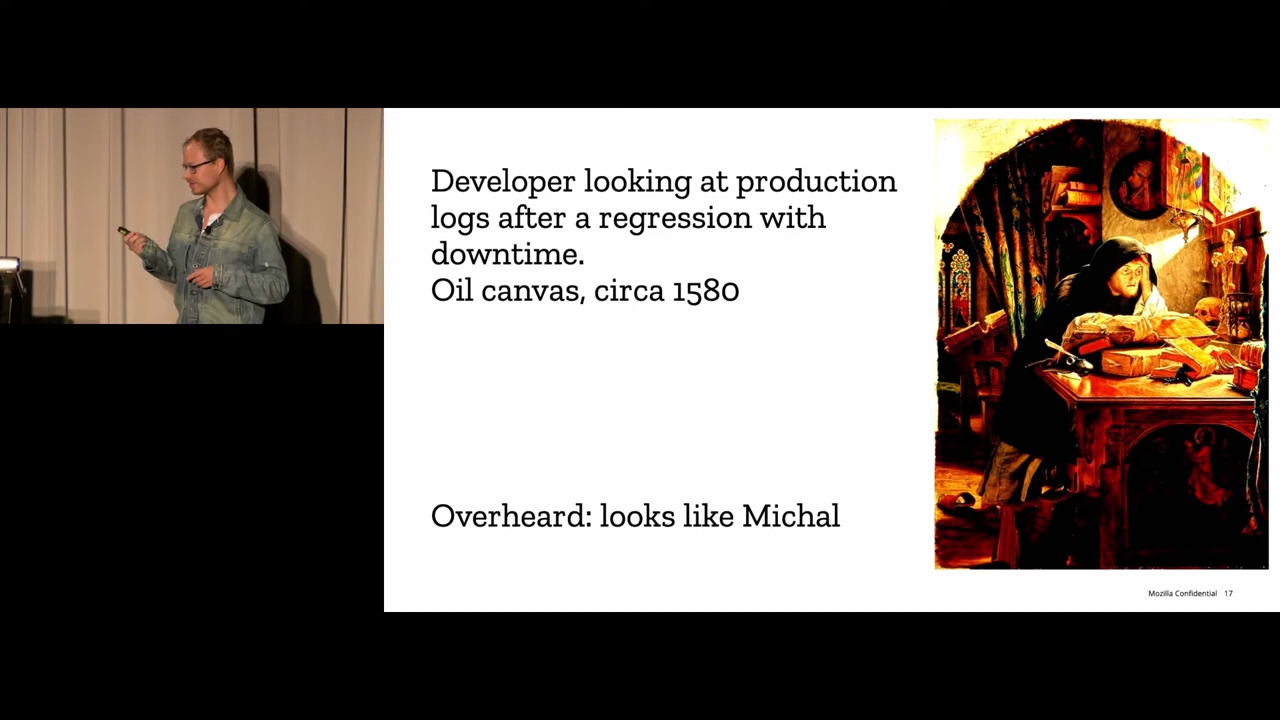 Developer looking at production
logs after a regression with
downtime.
Oil canvas, circa 1580
Overheard: looks like Michal
Mozilla Confidential 17